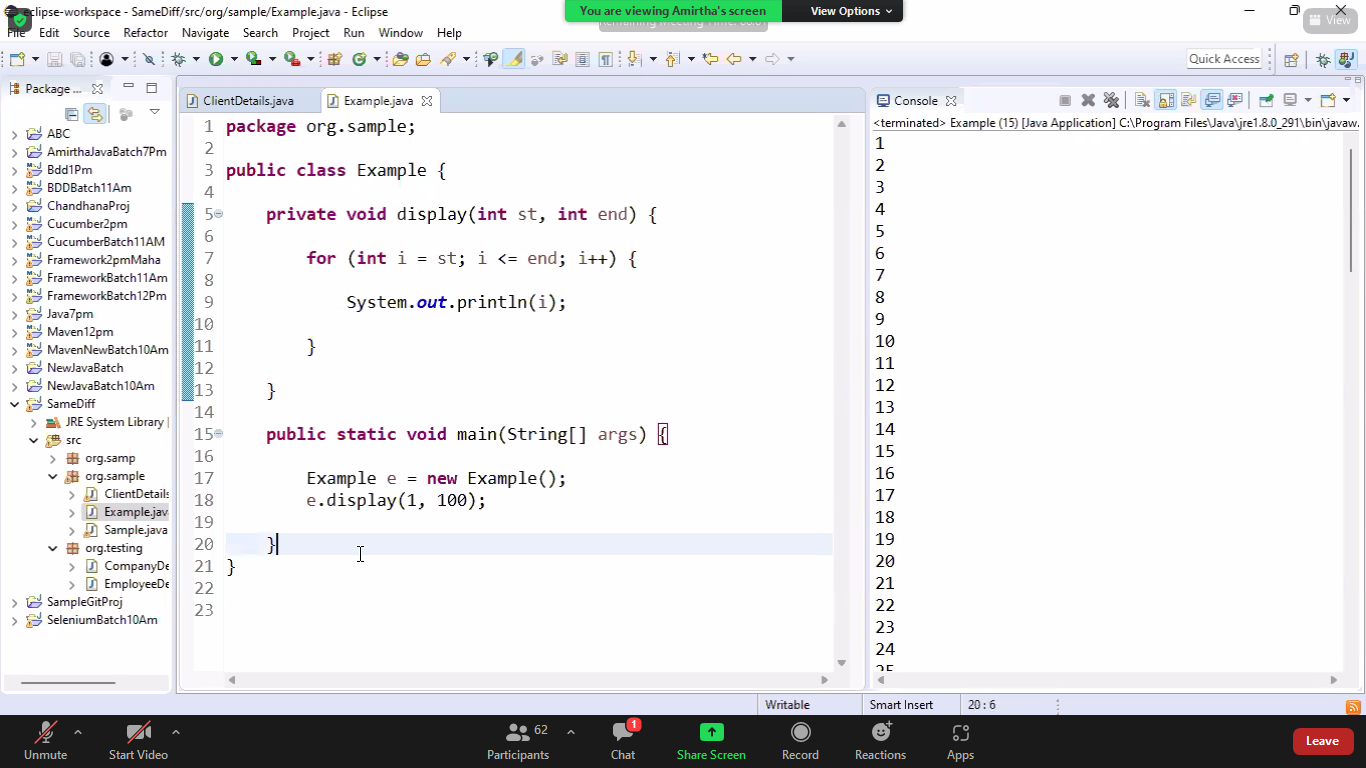 eclipse-workspace - SameDiff/src/org/sample/Example.java - Eclipse
You are viewing Amirtha's screen
View Options
View
File Edit Source Refactor Navigate Search Project Run Window Help
Quick Access
Package ...
ABC
AmirthaJavaBatch7Pm
Bdd1Pm
BDDBatch11Am
ChandhanaProj
Cucumber2pm
CucumberBatch11AM
Framework2pmMaha
FrameworkBatch11Am
FrameworkBatch12Pm
Java7pm
Maven12pm
MavenNewBatch10Am
NewJavaBatch
NewJavaBatch10Am
SameDiff
JRE System Library
src
org.samp
org.sample
ClientDetails
Example.jav
Sample.java
org.testing
CompanyDe
EmployeeDe
SampleGitProj
SeleniumBatch10Am
ClientDetails.java
Example.java
1 package org.sample;
2
3 public class Example {
4
5 private void display(int st, int end) {
6
7 for (int i = st; i <= end; i++) {
8
9 System.out.println(i);
10
11 }
12
13 }
14
15 public static void main(String[] args) {
16
17 Example e = new Example();
18 e.display(1, 100);
19
20 }
21 }
22
23
Console
<terminated> Example (15) [Java Application] C:\Program Files\Java\jre1.8.0_291\bin\javaw.
1
2
3
4
5
6
7
8
9
10
11
12
13
14
15
16
17
18
19
20
21
22
23
24
25
Writable
Smart Insert
20 : 6
Unmute
Start Video
62
Participants
1
Chat
Share Screen
Record
Reactions
Apps
Leave